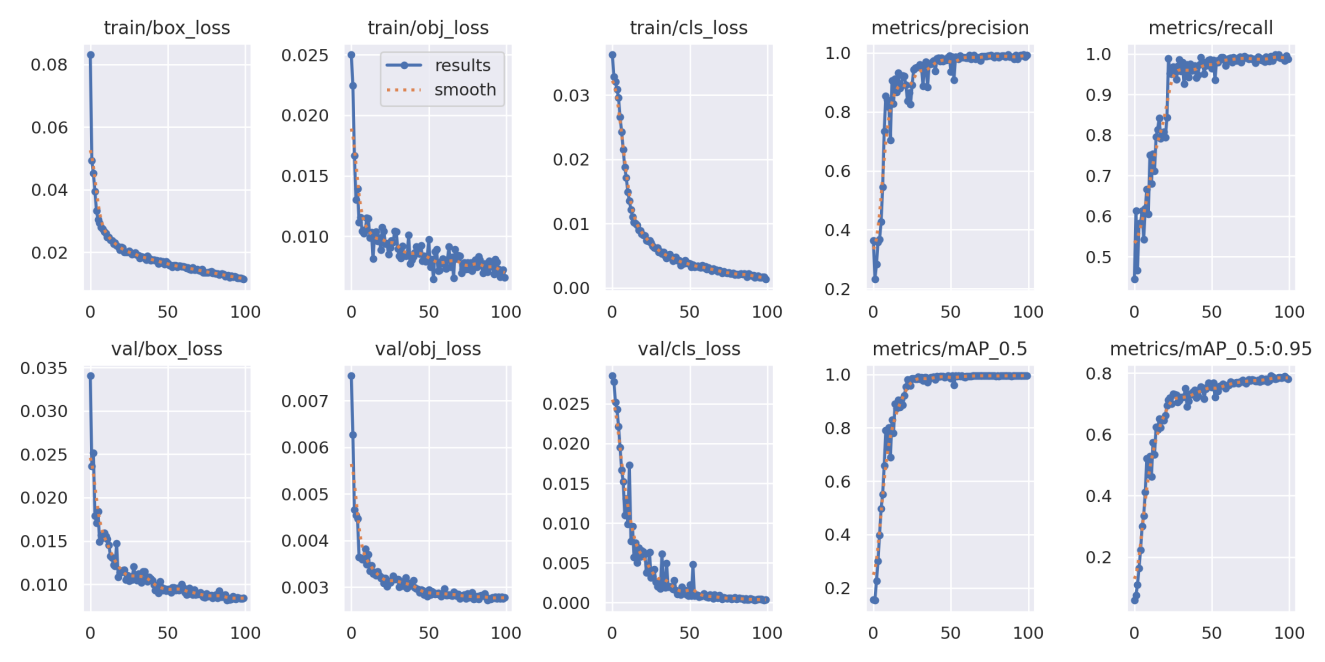 train/box_loss
0.08
0.06
0.04
0.02
0 50 100
train/obj_loss
0.025
0.020
0.015
0.010
results
smooth
0 50 100
train/cls_loss
0.03
0.02
0.01
0.00
0 50 100
metrics/precision
1.0
0.8
0.6
0.4
0.2
0 50 100
metrics/recall
1.0
0.9
0.8
0.7
0.6
0.5
0 50 100
val/box_loss
0.035
0.030
0.025
0.020
0.015
0.010
0 50 100
val/obj_loss
0.007
0.006
0.005
0.004
0.003
0 50 100
val/cls_loss
0.025
0.020
0.015
0.010
0.005
0.000
0 50 100
metrics/mAP_0.5
1.0
0.8
0.6
0.4
0.2
0 50 100
metrics/mAP_0.5:0.95
0.8
0.6
0.4
0.2
0 50 100